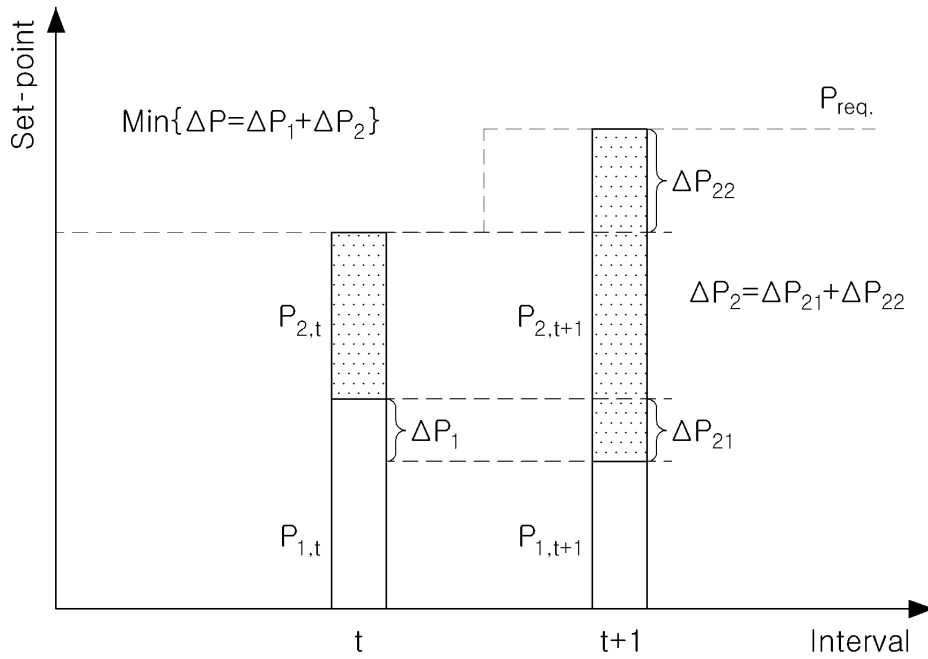 Set-point
P_req.
Min{ΔP=ΔP₁+ΔP₂}
ΔP₂₂
ΔP₂=ΔP₂₁+ΔP₂₂
P₂,t
P₂,t+1
ΔP₁
ΔP₂₁
P₁,t
P₁,t+1
t
t+1
Interval